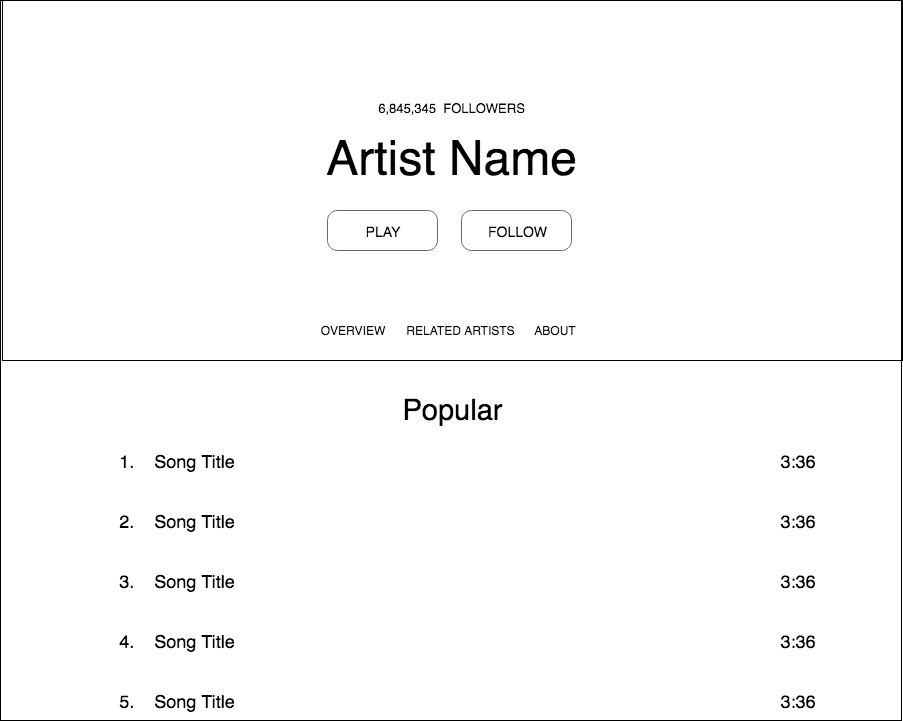 6,845,345 FOLLOWERS
Artist Name
PLAY FOLLOW
OVERVIEW RELATED ARTISTS ABOUT
Popular
1. Song Title 3:36
2. Song Title 3:36
3. Song Title 3:36
4. Song Title 3:36
5. Song Title 3:36